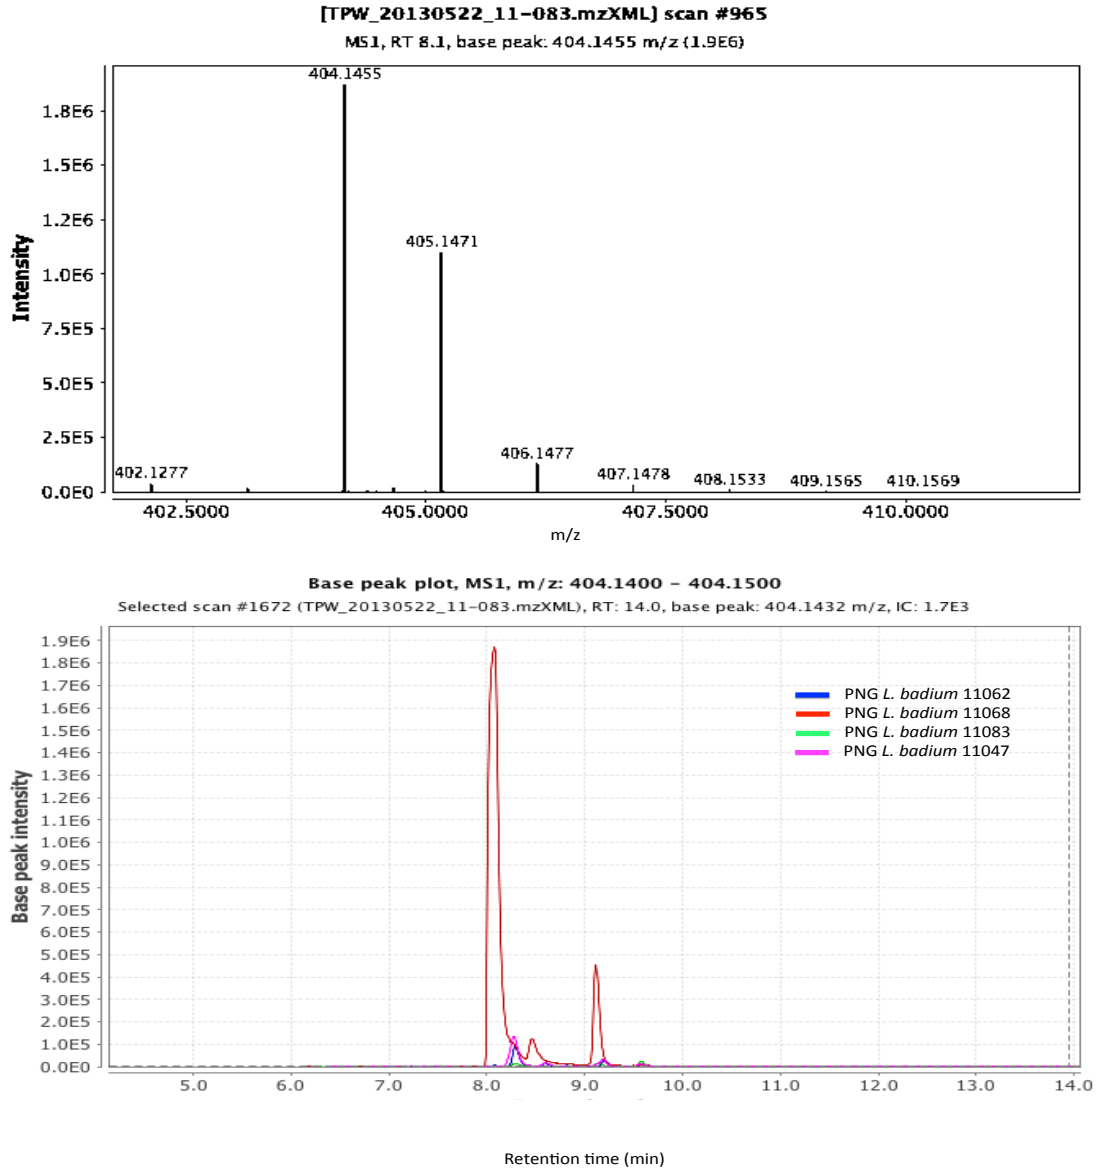 [TPW_20130522_11-083.mzXML] scan #965
MS1, RT 8.1, base peak: 404.1455 m/z (1.9E6)
404.1455
1.8E6
1.5E6
1.2E6
405.1471
1.0E6
7.5E5
5.0E5
2.5E5
406.1477
402.1277
407.1478
408.1533
409.1565
410.1569
0.0E0
402.5000
405.0000
407.5000
410.0000
Intensity
m/z
Base peak plot, MS1, m/z: 404.1400 - 404.1500
Selected scan #1672 (TPW_20130522_11-083.mzXML), RT: 14.0, base peak: 404.1432 m/z, IC: 1.7E3
1.9E6
1.8E6
1.7E6
1.6E6
1.5E6
1.4E6
1.3E6
1.2E6
1.1E6
1.0E6
9.0E5
8.0E5
7.0E5
6.0E5
5.0E5
4.0E5
3.0E5
2.0E5
1.0E5
0.0E0
PNG L. badium 11062
PNG L. badium 11068
PNG L. badium 11083
PNG L. badium 11047
Base peak intensity
5.0
6.0
7.0
8.0
9.0
10.0
11.0
12.0
13.0
14.0
Retention time (min)